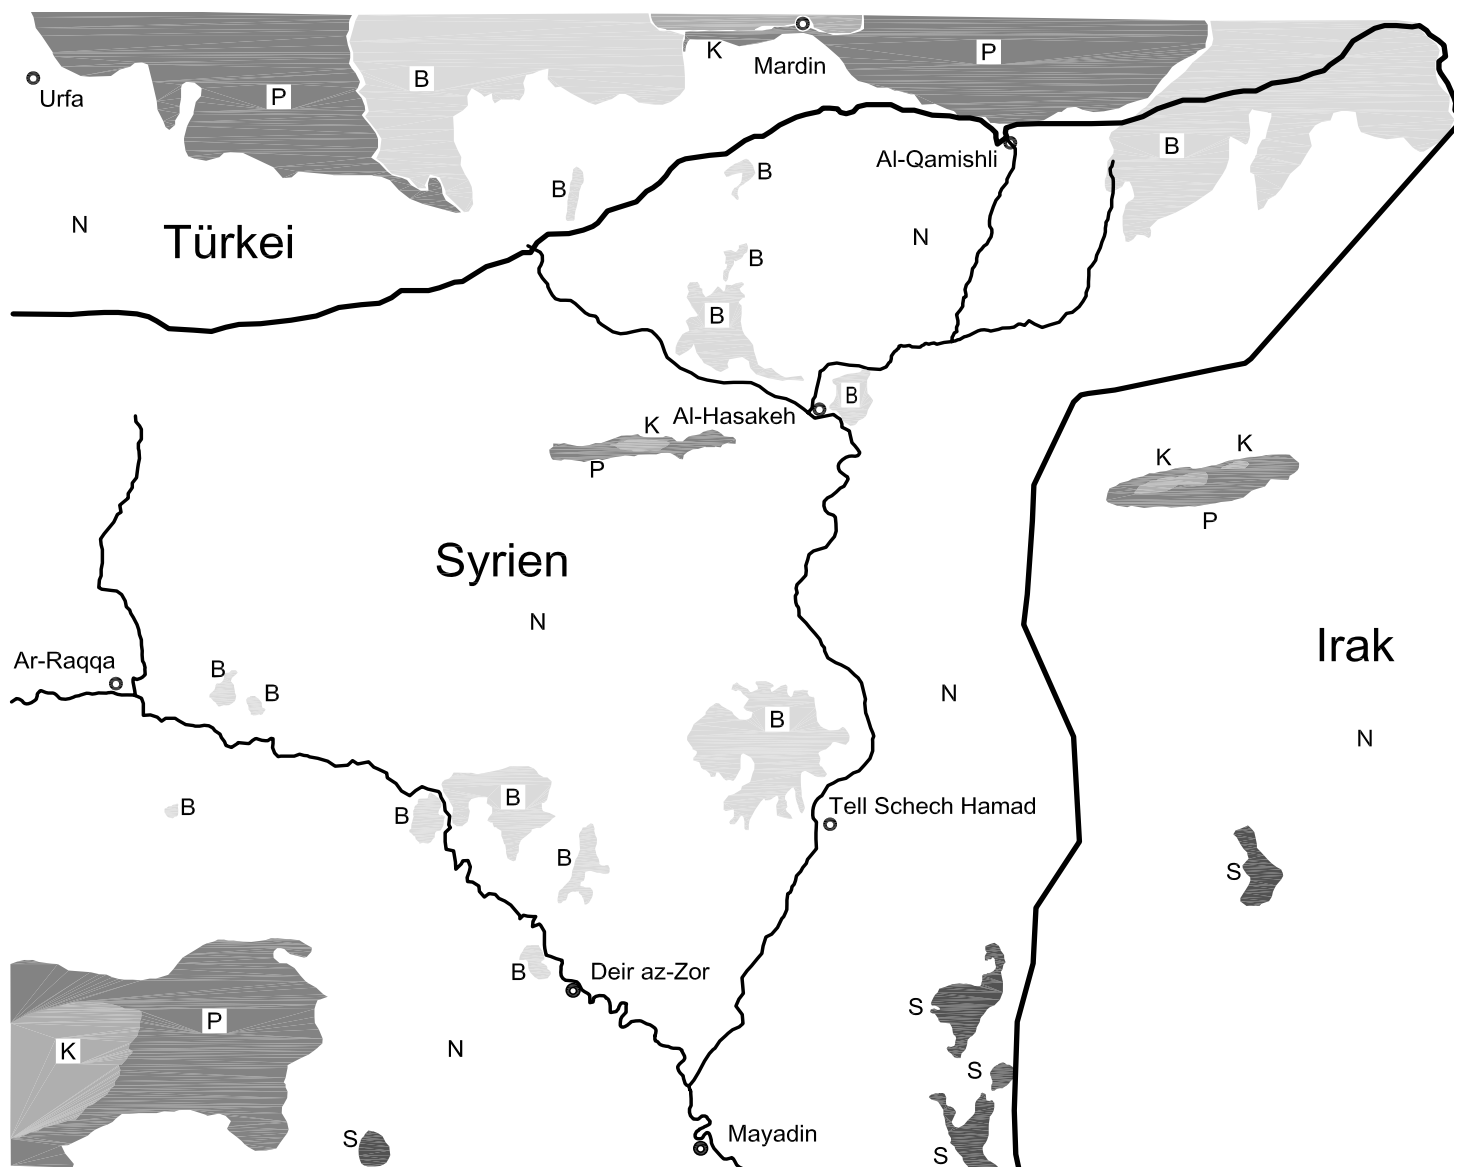 K
P
Mardin
B
Urfa
P
B
Al-Qamishli
B
B
N
Türkei
N
B
B
B
Al-Hasakeh
K
P
K
K
P
Syrien
N
Irak
Ar-Raqqa
B
B
N
B
N
B
B
B
Tell Schech Hamad
B
S
B
Deir az-Zor
S
P
K
N
S
S
Mayadin
S